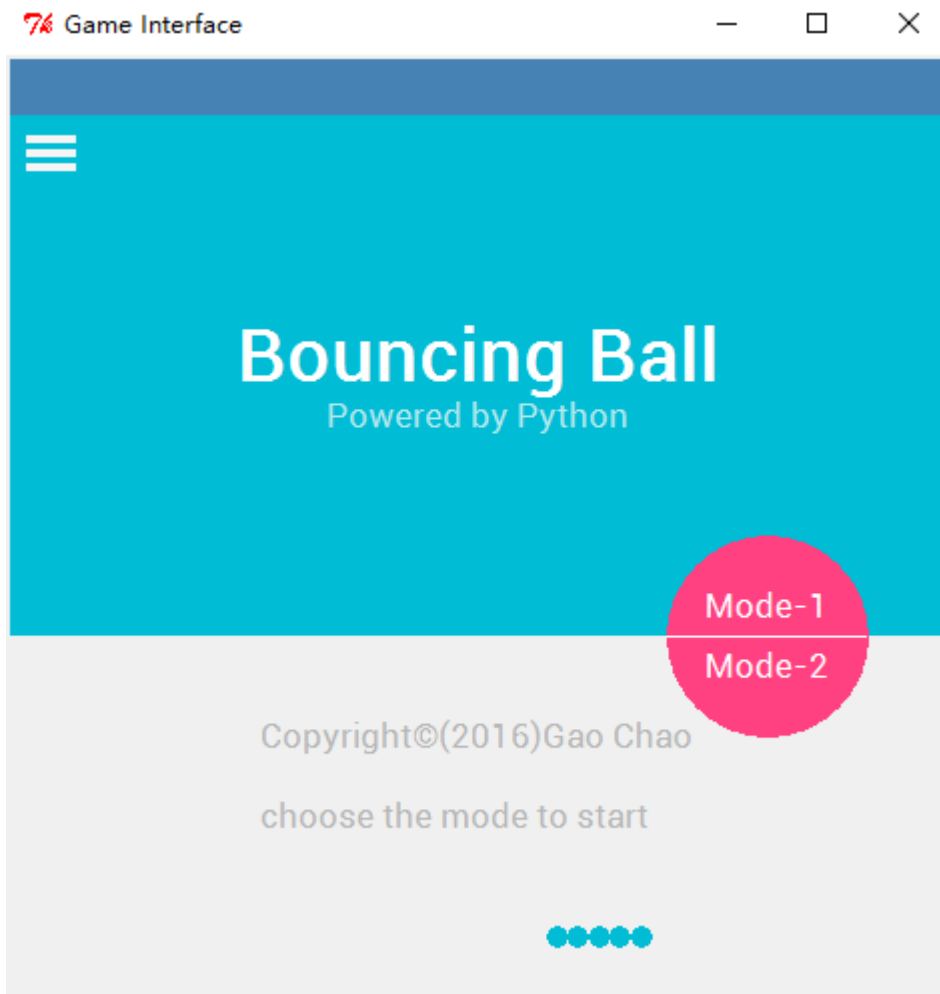 Game Interface
Bouncing Ball
Powered by Python
Mode-1
Mode-2
Copyright©(2016)Gao Chao
choose the mode to start